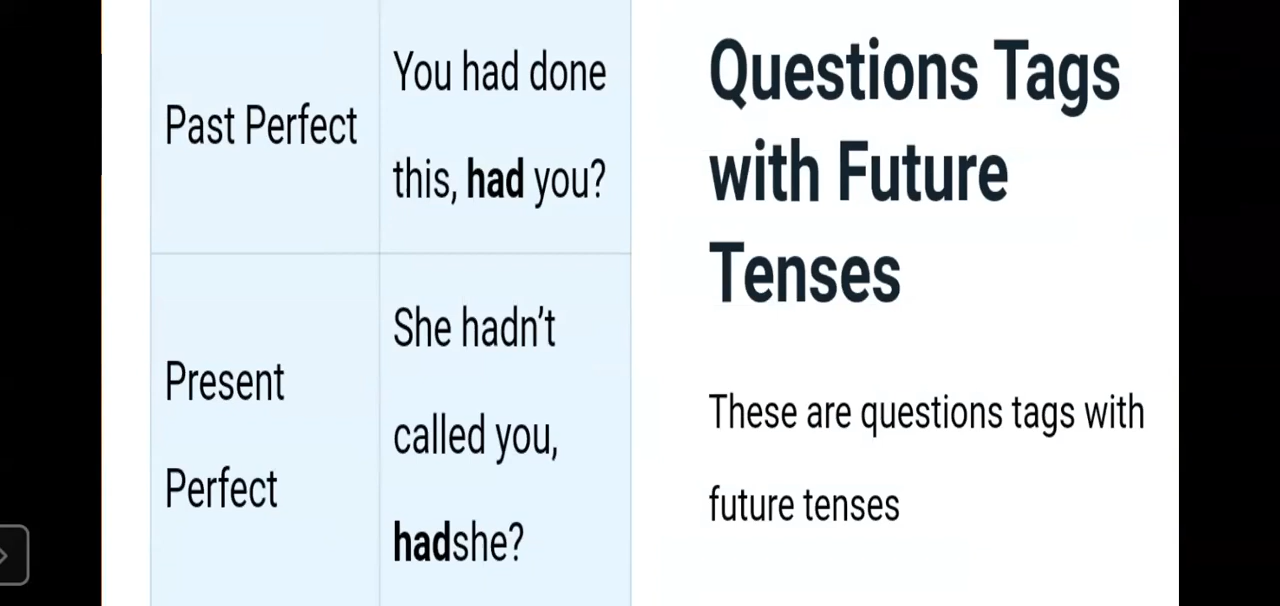 Past Perfect
You had done
this, had you?
Present
Perfect
She hadn't
called you,
hadshe?
Questions Tags
with Future
Tenses
These are questions tags with
future tenses